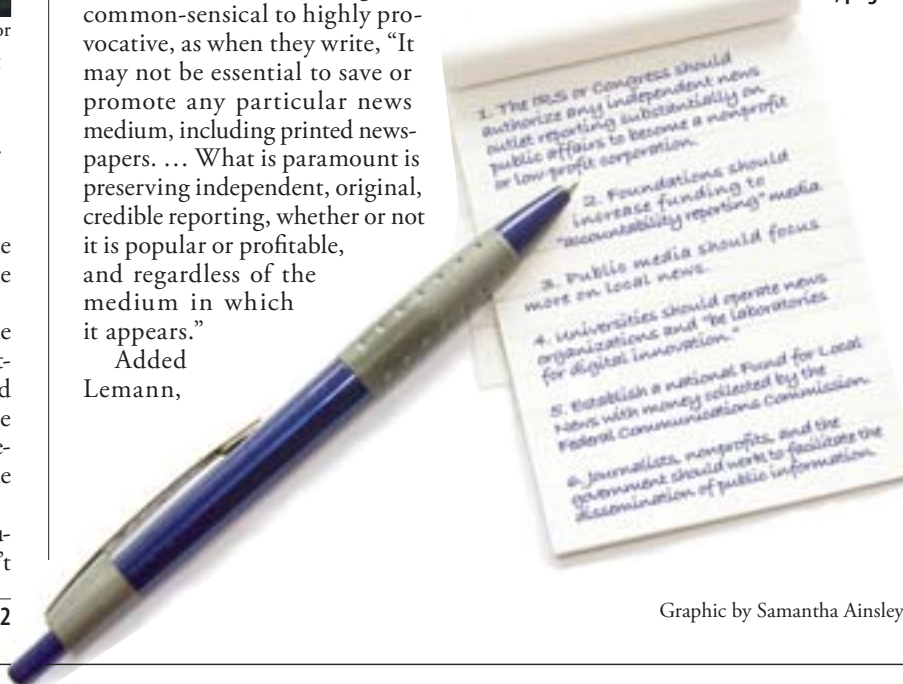 or
common-sensical to highly pro-
vocative, as when they write, “It
may not be essential to save or
promote any particular news
medium, including printed news-
papers. … What is paramount is
preserving independent, original,
credible reporting, whether or not
it is popular or profitable,
and regardless of the
medium in which
it appears.”
Added
Lemann,
1. The IRS or Congress should
authorize any independent news
outlet reporting substantially on
public affairs to become a nonprofit
or low-profit corporation.
2. Foundations should
increase funding to
"accountability reporting" media
3. Public media should focus
more on local news.
4. Universities should operate news
organizations and "be laboratories
for digital innovation."
5. Establish a national Fund for Local
News with money collected by the
Federal Communications Commission.
6. Journalists, nonprofits, and the
government should work to facilitate the
dissemination of public information.
2
Graphic by Samantha Ainsley